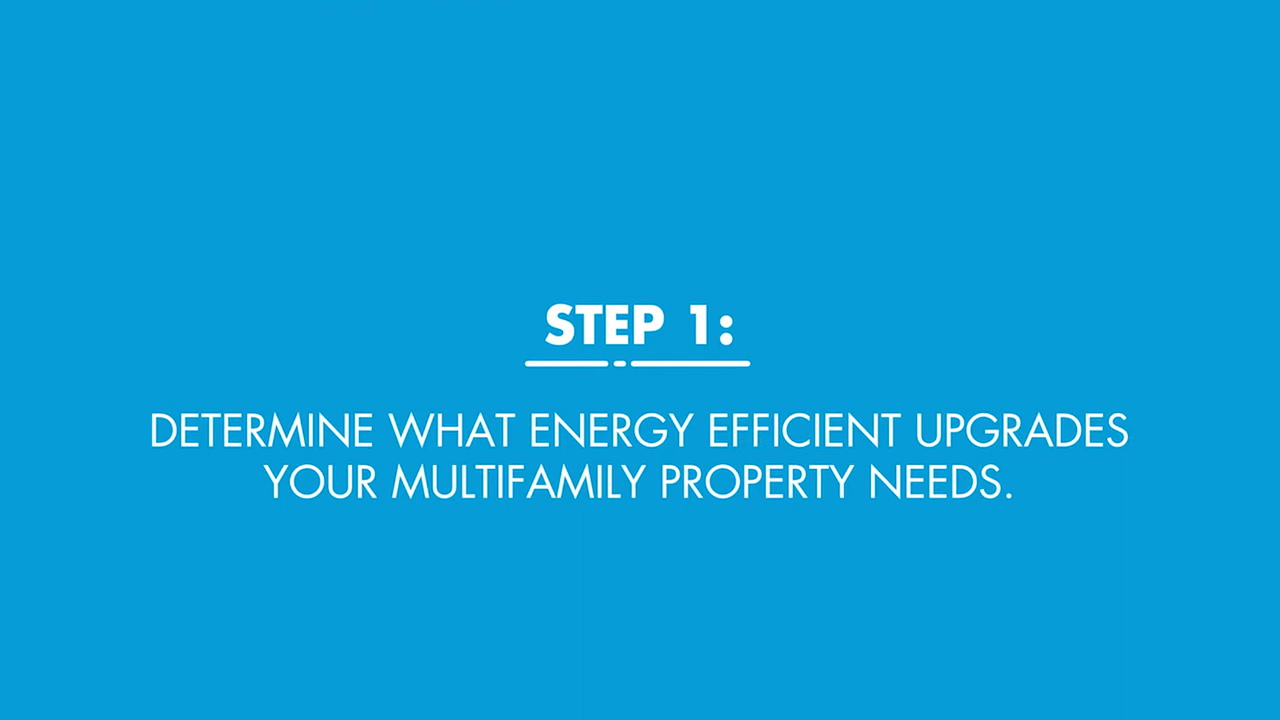 STEP 1:
DETERMINE WHAT ENERGY EFFICIENT UPGRADES
YOUR MULTIFAMILY PROPERTY NEEDS.